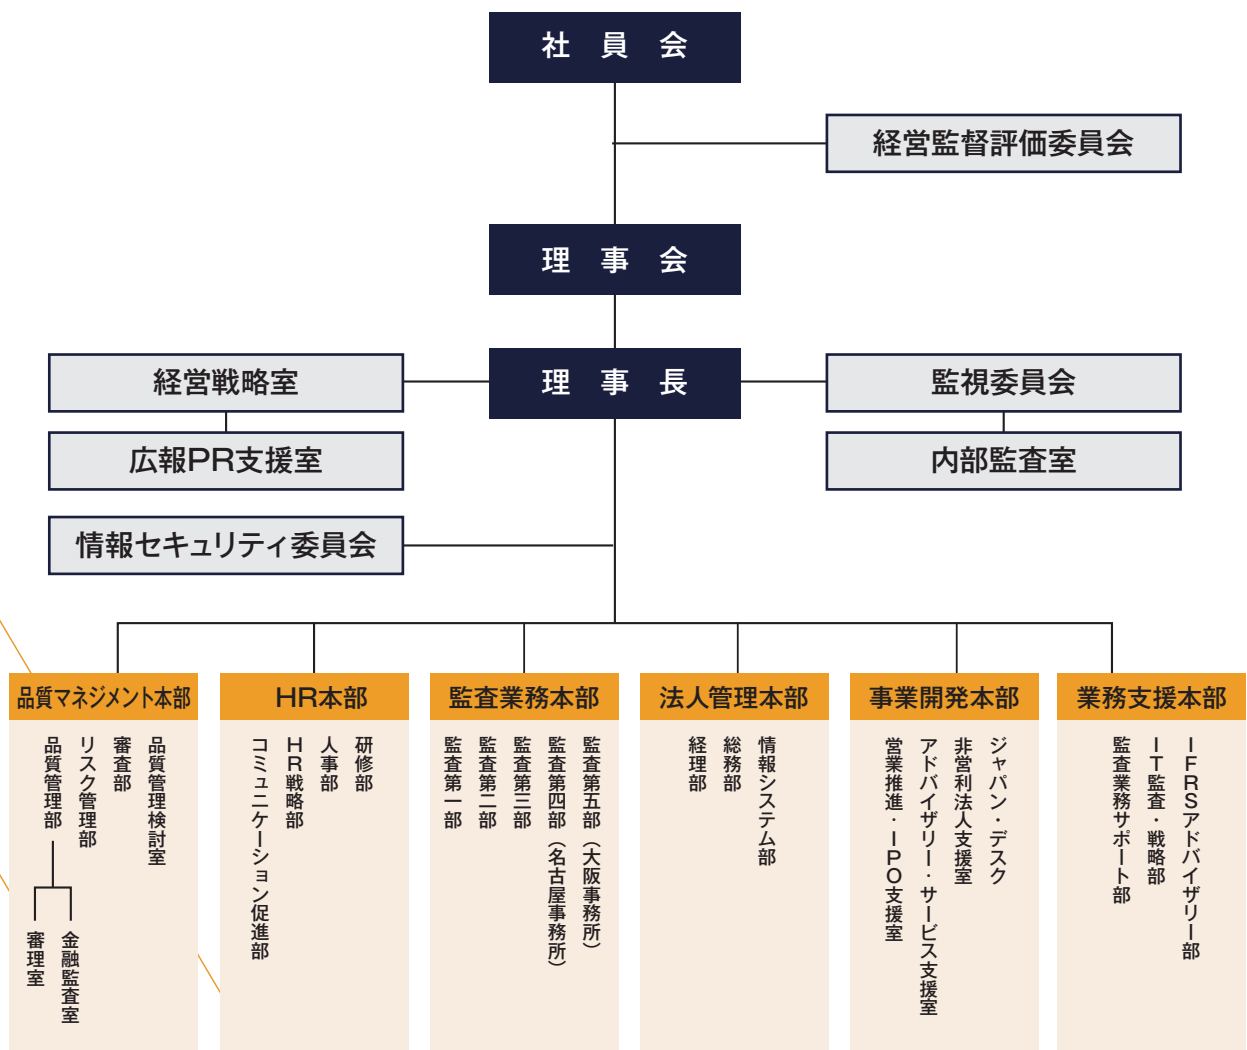 社員会
経営監督評価委員会
理事会
経営戦略室
理事長
監視委員会
広報PR支援室
内部監査室
情報セキュリティ委員会
品質マネジメント本部
品質管理検討室
審査部
リスク管理部
品質管理部
金融監査室
審理室
HR本部
研修部
人事部
HR戦略部
コミュニケーション促進部
監査業務本部
監査第五部（大阪事務所）
監査第四部（名古屋事務所）
監査第三部
監査第二部
監査第一部
法人管理本部
情報システム部
総務部
経理部
事業開発本部
ジャパン・デスク
非営利法人支援室
アドバイザリー・サービス支援室
営業推進・IPO支援室
業務支援本部
IFRSアドバイザリー部
IT監査・戦略部
監査業務サポート部